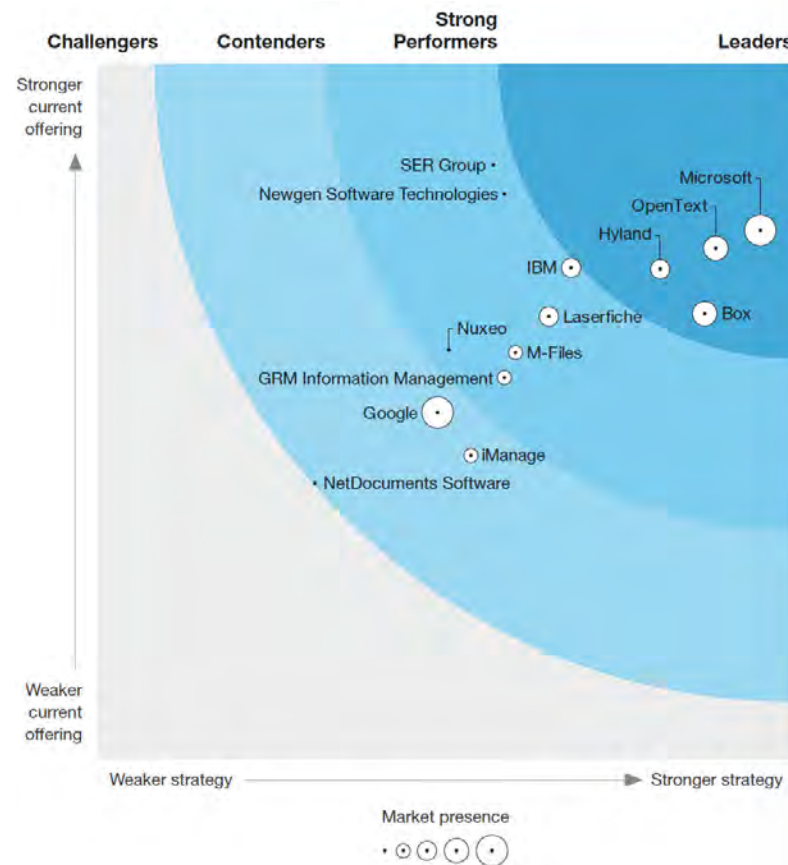 Strong
Challengers Contenders Performers Leaders
Stronger
current
offering
SER Group
Microsoft
Newgen Software Technologies
OpenText
Hyland
IBM
Laserfiche
Box
Nuxeo
M-Files
GRM Information Management
Google
iManage
NetDocuments Software
Weaker
current
offering
Weaker strategy
Stronger strategy
Market presence